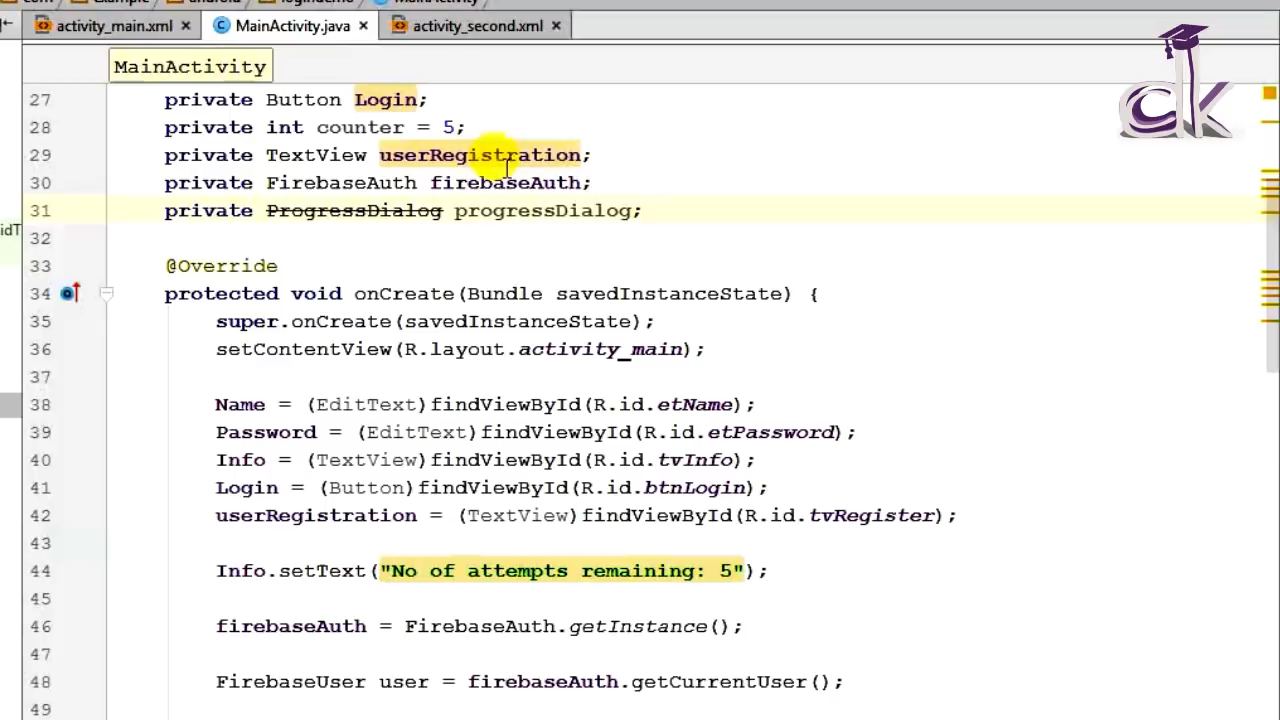 activity_main.xml MainActivity.java activity_second.xml
MainActivity
27 private Button Login;
28 private int counter = 5;
29 private TextView userRegistration;
30 private FirebaseAuth firebaseAuth;
31 private ProgressDialog progressDialog;
32
33 @Override
34 protected void onCreate(Bundle savedInstanceState) {
35 super.onCreate(savedInstanceState);
36 setContentView(R.layout.activity_main);
37
38 Name = (EditText)findViewById(R.id.etName);
39 Password = (EditText)findViewById(R.id.etPassword);
40 Info = (TextView)findViewById(R.id.tvInfo);
41 Login = (Button)findViewById(R.id.btnLogin);
42 userRegistration = (TextView)findViewById(R.id.tvRegister);
43
44 Info.setText("No of attempts remaining: 5");
45
46 firebaseAuth = FirebaseAuth.getInstance();
47
48 FirebaseUser user = firebaseAuth.getCurrentUser();
49